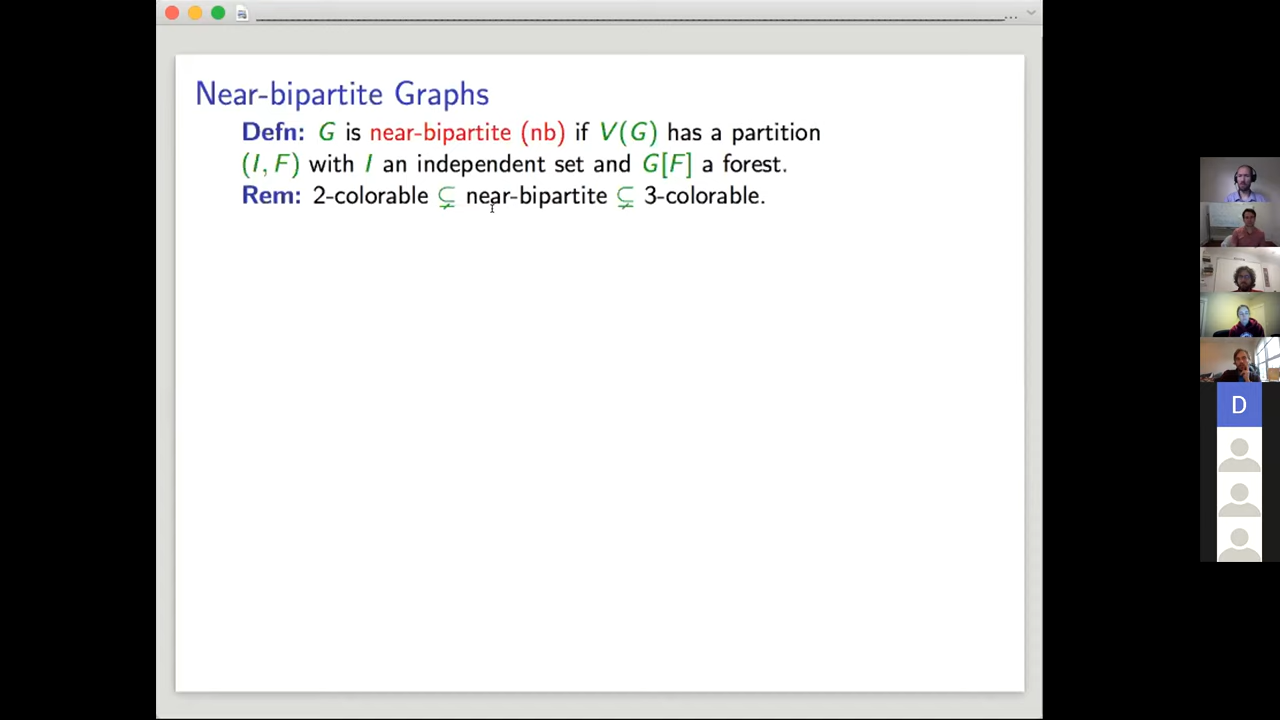 Near-bipartite Graphs
Defn: G is near-bipartite (nb) if V(G) has a partition
(I, F) with I an independent set and G[F] a forest.
Rem: 2-colorable ⊊ near-bipartite ⊊ 3-colorable.
D